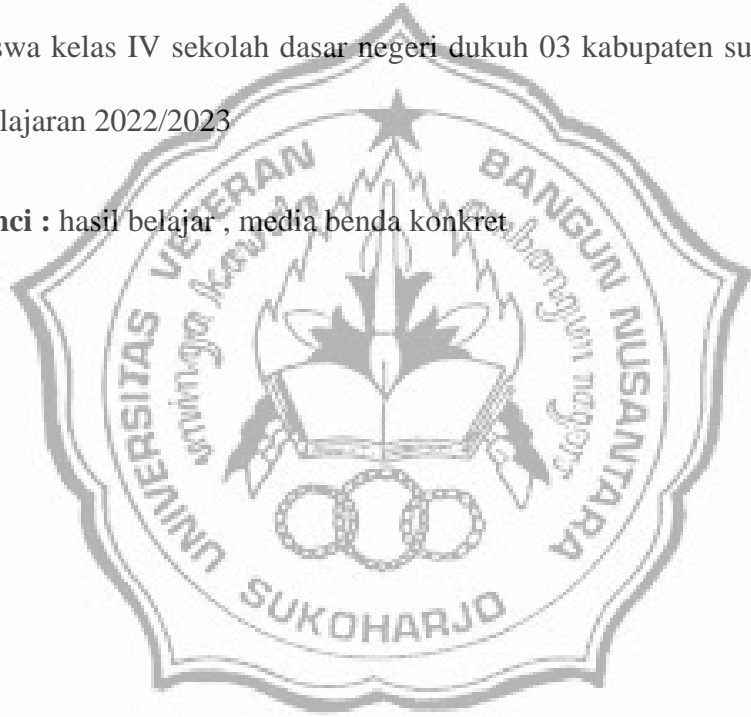 swa kelas IV sekolah dasar negeri dukuh 03 kabupaten su
lajaran 2022/2023
nci : hasil belajar , media benda konkret
UNIVERSITAS VETERAN BANGUN NUSANTARA
SUKOHARJO